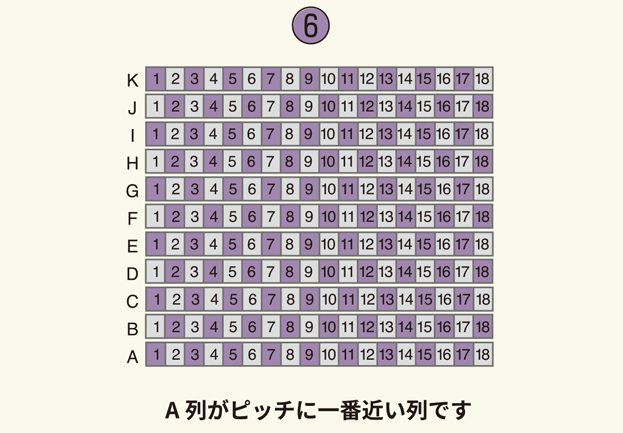 6
K 1 2 3 4 5 6 7 8 9 10 11 12 13 14 15 16 17 18
J 1 2 3 4 5 6 7 8 9 10 11 12 13 14 15 16 17 18
I 1 2 3 4 5 6 7 8 9 10 11 12 13 14 15 16 17 18
H 1 2 3 4 5 6 7 8 9 10 11 12 13 14 15 16 17 18
G 1 2 3 4 5 6 7 8 9 10 11 12 13 14 15 16 17 18
F 1 2 3 4 5 6 7 8 9 10 11 12 13 14 15 16 17 18
E 1 2 3 4 5 6 7 8 9 10 11 12 13 14 15 16 17 18
D 1 2 3 4 5 6 7 8 9 10 11 12 13 14 15 16 17 18
C 1 2 3 4 5 6 7 8 9 10 11 12 13 14 15 16 17 18
B 1 2 3 4 5 6 7 8 9 10 11 12 13 14 15 16 17 18
A 1 2 3 4 5 6 7 8 9 10 11 12 13 14 15 16 17 18
A 列がピッチに一番近い列です